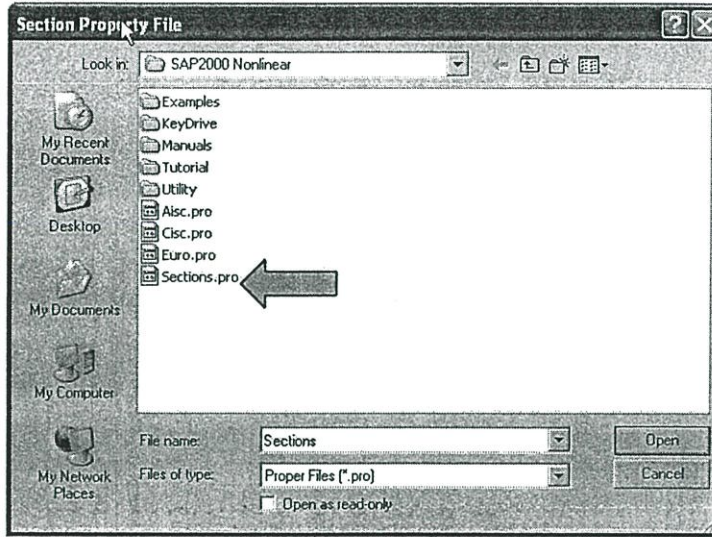 Section Property File
Look in: SAP2000 Nonlinear
Examples
KeyDrive
Manuals
Tutorial
Utility
Aisc.pro
Cisc.pro
Euro.pro
Sections.pro
My Recent
Documents
Desktop
My Documents
My Computer
My Network
Places
File name: Sections Open
Files of type: Proper Files (*.pro) Cancel
Open as read-only